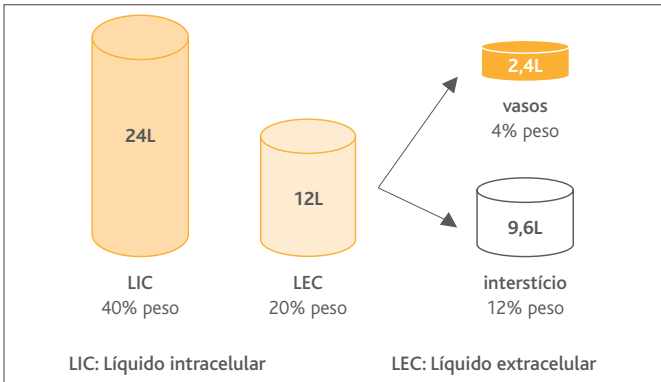 24L
LIC
40% peso
12L
LEC
20% peso
2,4L
vasos
4% peso
9,6L
interstício
12% peso
LIC: Líquido intracelular
LEC: Líquido extracelular